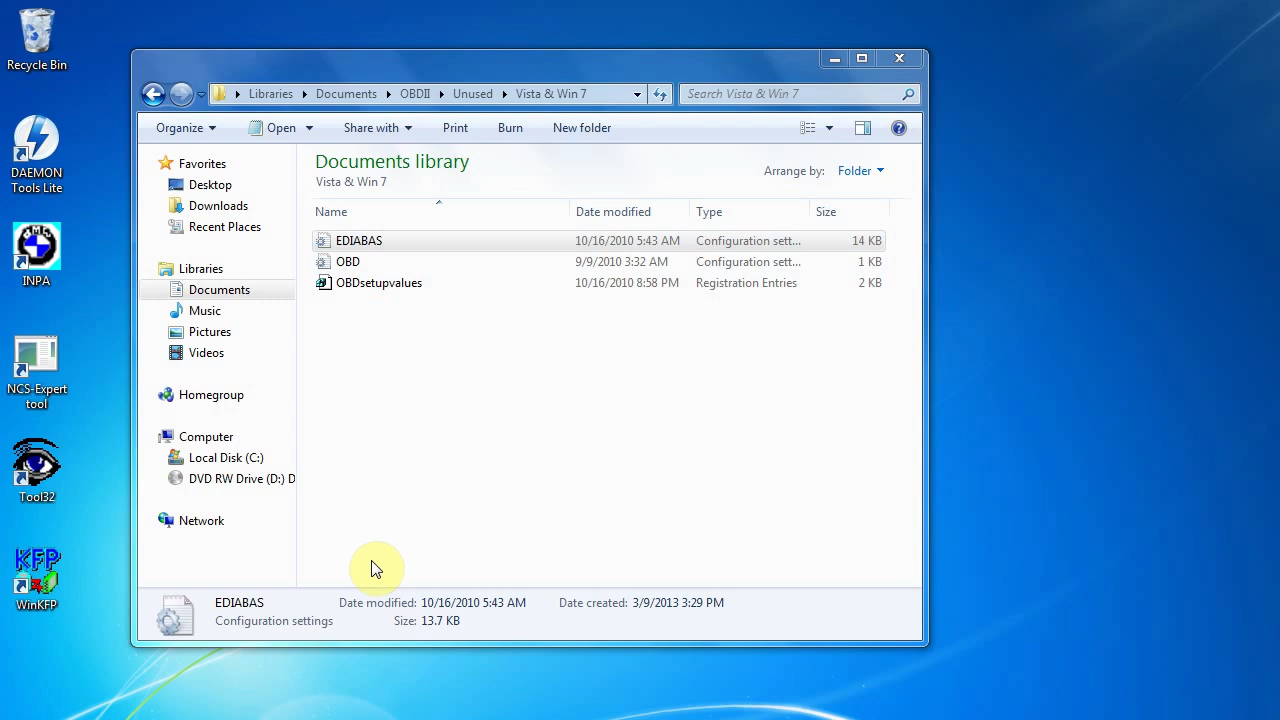 Recycle Bin
DAEMON
Tools Lite
INPA
NCS-Expert
tool
Tool32
KFP
WinKFP
Libraries Documents OBDII Unused Vista & Win 7
Search Vista & Win 7
Organize Open Share with Print Burn New folder
Favorites
Desktop
Downloads
Recent Places
Libraries
Documents
Music
Pictures
Videos
Homegroup
Computer
Local Disk (C:)
DVD RW Drive (D:) D
Network
Documents library
Vista & Win 7
Arrange by: Folder
Name Date modified Type Size
EDIABAS 10/16/2010 5:43 AM Configuration sett... 14 KB
OBD 9/9/2010 3:32 AM Configuration sett... 1 KB
OBDsetupvalues 10/16/2010 8:58 PM Registration Entries 2 KB
EDIABAS Date modified: 10/16/2010 5:43 AM Date created: 3/9/2013 3:29 PM
Configuration settings Size: 13.7 KB